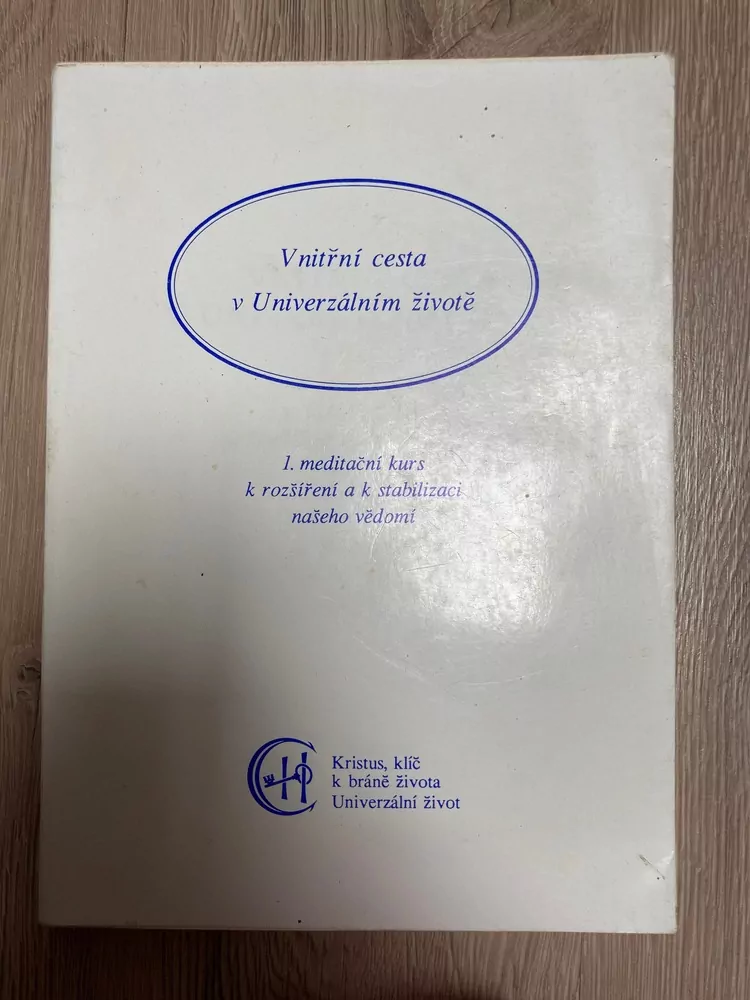 Vnitřní cesta
v Univerzálním životě
1. meditační kurs
k rozšíření a k stabilizaci
našeho vědomí
Kristus, klíč
k bráně života
Univerzální život